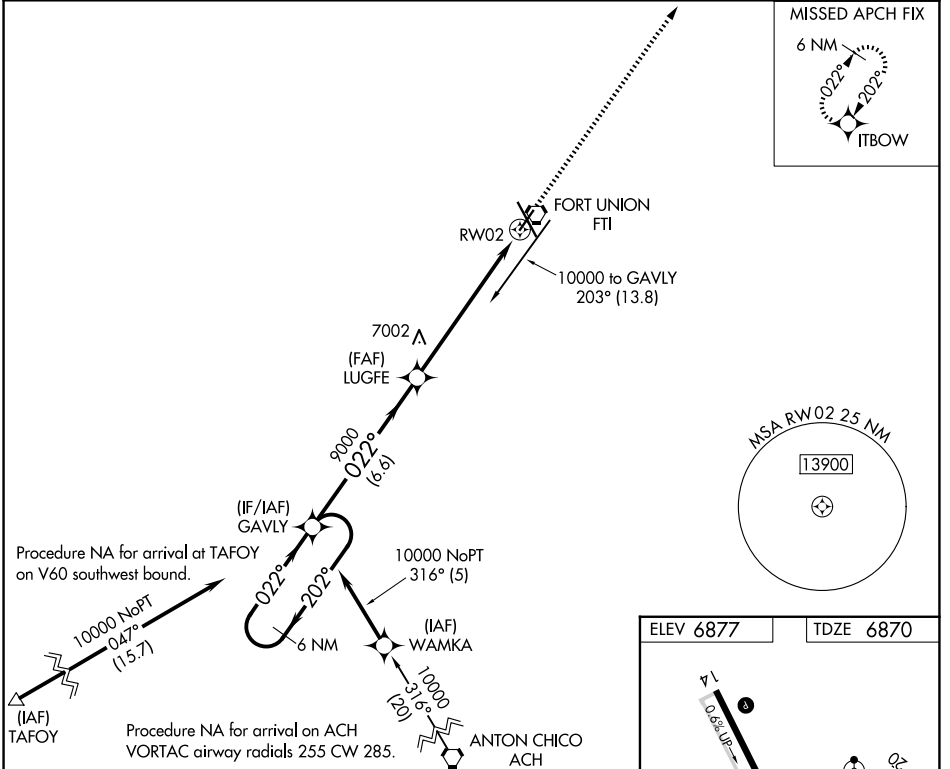 MISSED APCH FIX
6 NM
022°
202°
ITBOW
FORT UNION
FTI
RW02
10000 to GAVLY
203° (13.8)
7002
(FAF)
LUGFE
9000
022°
(6.6)
MSA RW02 25 NM
13900
(IF/IAF)
GAVLY
Procedure NA for arrival at TAFOY
on V60 southwest bound.
10000 NoPT
316° (5)
022°
202°
10000 NoPT
047°
(15.7)
6 NM
(IAF)
WAMKA
ELEV 6877
TDZE 6870
10000
316°
(20)
(IAF)
TAFOY
Procedure NA for arrival on ACH
VORTAC airway radials 255 CW 285.
ANTON CHICO
ACH
14
P
0.6% UP
20